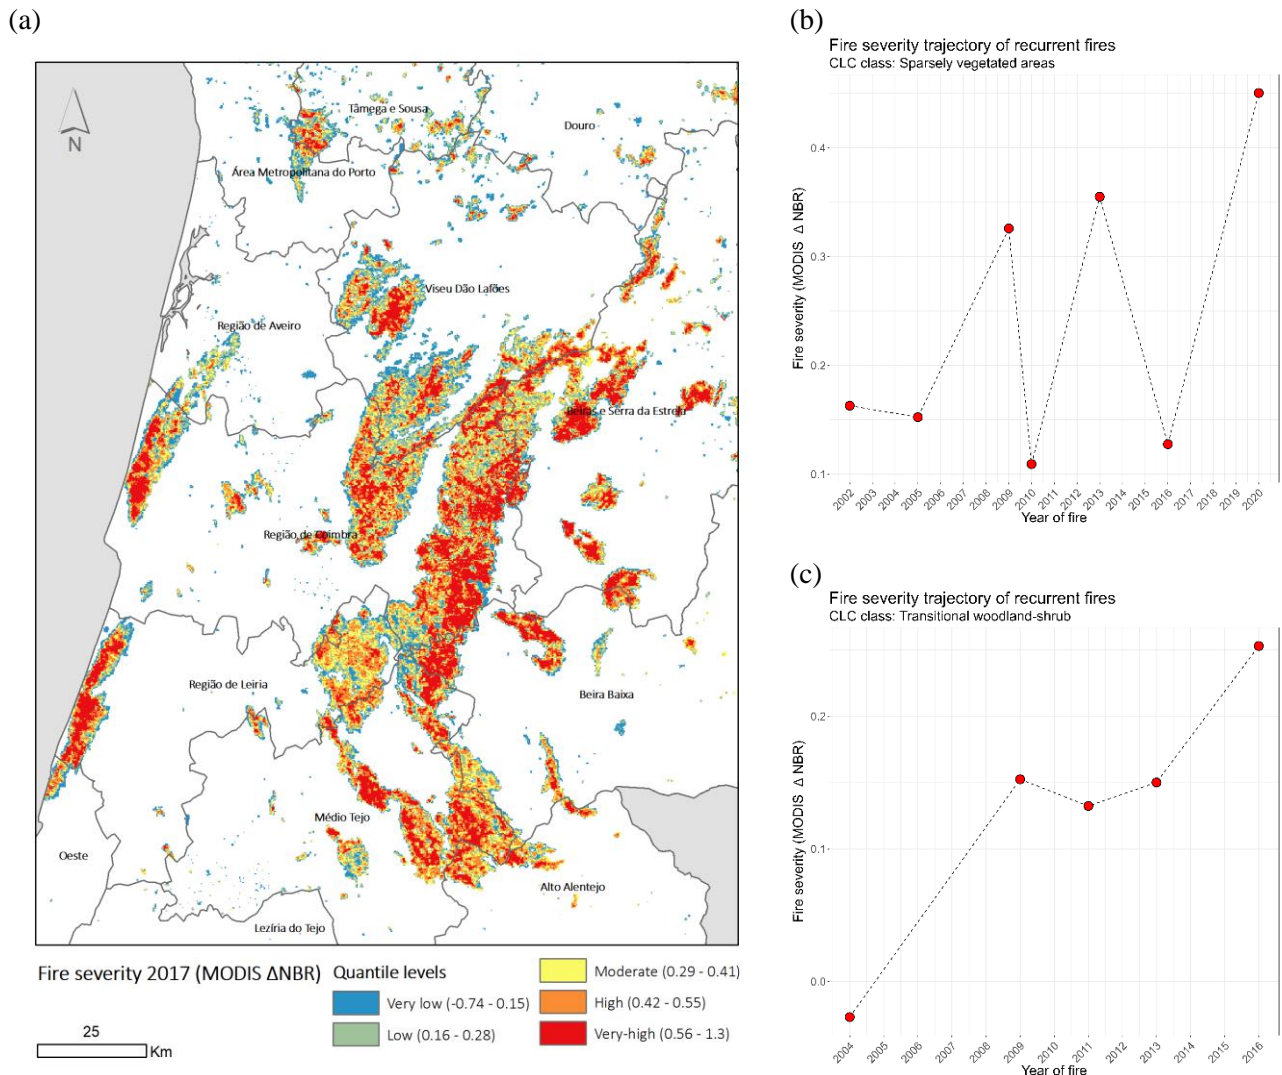 (a)
N
Tâmega e Sousa
Douro
Área Metropolitana do Porto
Viseu Dão Lafões
Região de Aveiro
Beiras e Serra da Estrela
Região de Coimbra
Região de Leiria
Beira Baixa
Médio Tejo
Oeste
Alto Alentejo
Lezíria do Tejo
Fire severity 2017 (MODIS ΔNBR)
Quantile levels
Very low (-0.74 - 0.15)
Low (0.16 - 0.28)
Moderate (0.29 - 0.41)
High (0.42 - 0.55)
Very-high (0.56 - 1.3)
25
Km
(b)
Fire severity trajectory of recurrent fires
CLC class: Sparsely vegetated areas
Fire severity (MODIS Δ NBR)
0.4
0.3
0.2
0.1
2002 2003 2004 2005 2006 2007 2008 2009 2010 2011 2012 2013 2014 2015 2016 2017 2018 2019 2020
Year of fire
(c)
Fire severity trajectory of recurrent fires
CLC class: Transitional woodland-shrub
Fire severity (MODIS Δ NBR)
0.2
0.1
0.0
2004 2005 2006 2007 2008 2009 2010 2011 2012 2013 2014 2015 2016
Year of fire